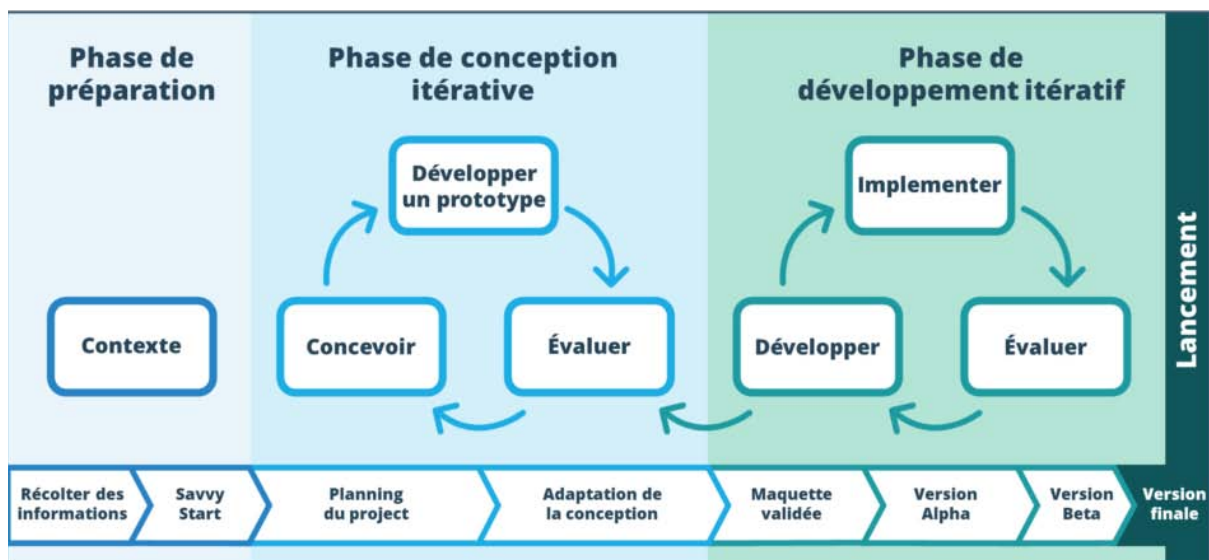 Phase de
préparation
Phase de conception
itérative
Phase de
développement itératif
Développer
un prototype
Implementer
Contexte
Concevoir
Évaluer
Développer
Évaluer
Lancement
Récolter des
informations
Savvy
Start
Planning
du project
Adaptation de
la conception
Maquette
validée
Version
Alpha
Version
Beta
Version
finale